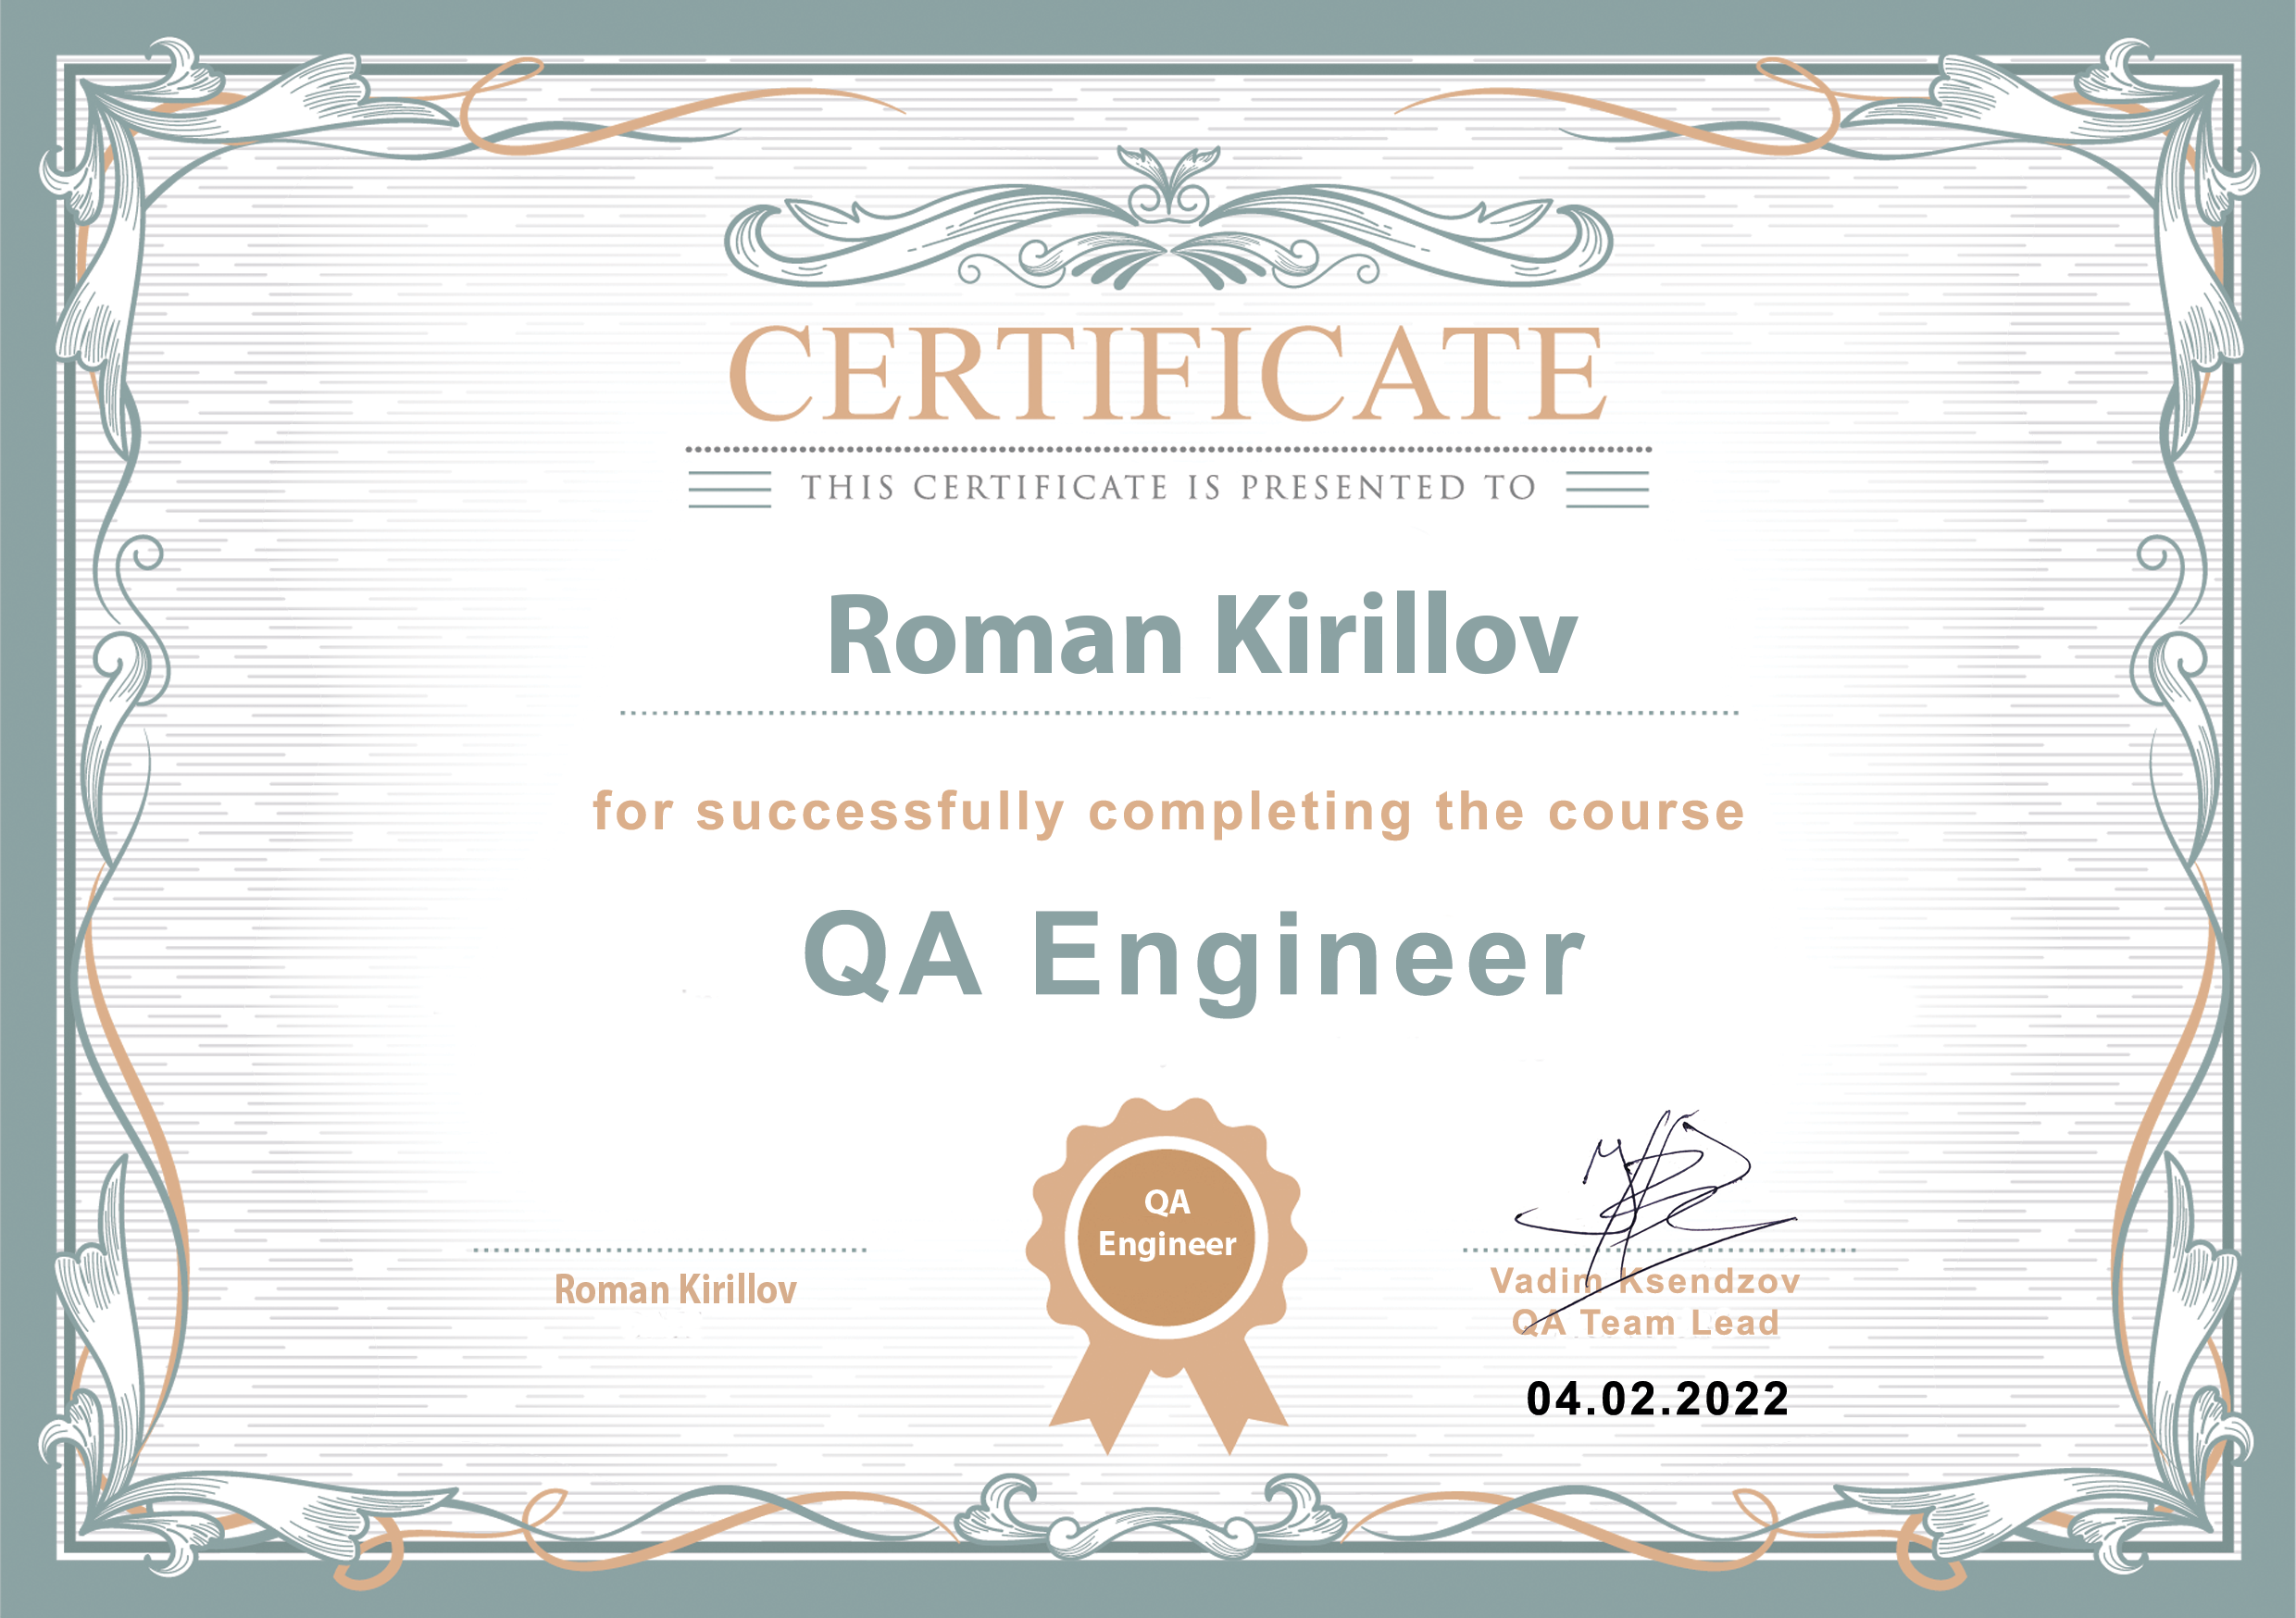 CERTIFICATE
THIS CERTIFICATE IS PRESENTED TO
Roman Kirillov
for successfully completing the course
QA Engineer
QA
Engineer
Roman Kirillov
Vadim Ksendzov
QA Team Lead
04.02.2022